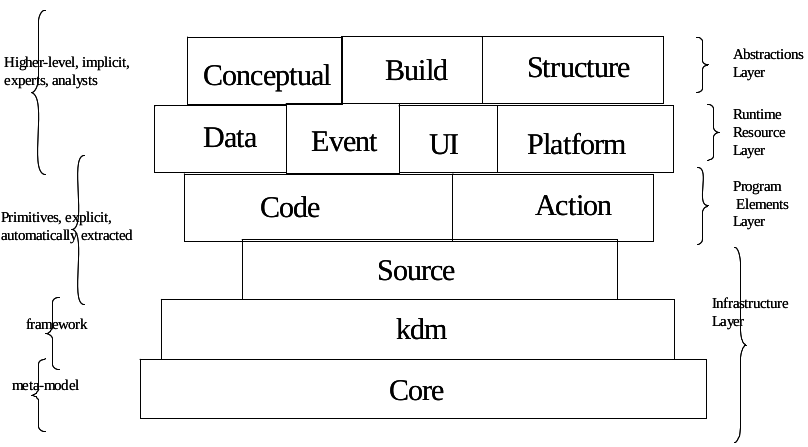 Higher-level, implicit,
experts, analysts
Conceptual
Build
Structure
Abstractions
Layer
Data
Event
UI
Platform
Runtime
Resource
Layer
Primitives, explicit,
automatically extracted
Code
Action
Program
Elements
Layer
Source
framework
kdm
Infrastructure
Layer
meta-model
Core